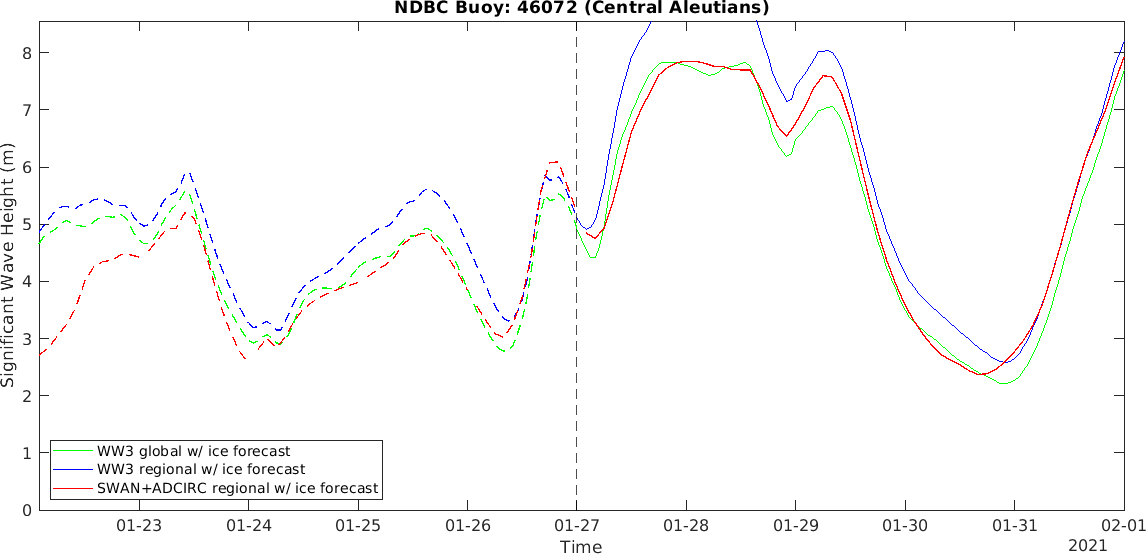 NDBC Buoy: 46072 (Central Aleutians)
Significant Wave Height (m)
8
7
6
5
4
3
2
1
0
WW3 global w/ ice forecast
WW3 regional w/ ice forecast
SWAN+ADCIRC regional w/ ice forecast
01-23 01-24 01-25 01-26 01-27 01-28 01-29 01-30 01-31 02-01
Time
2021